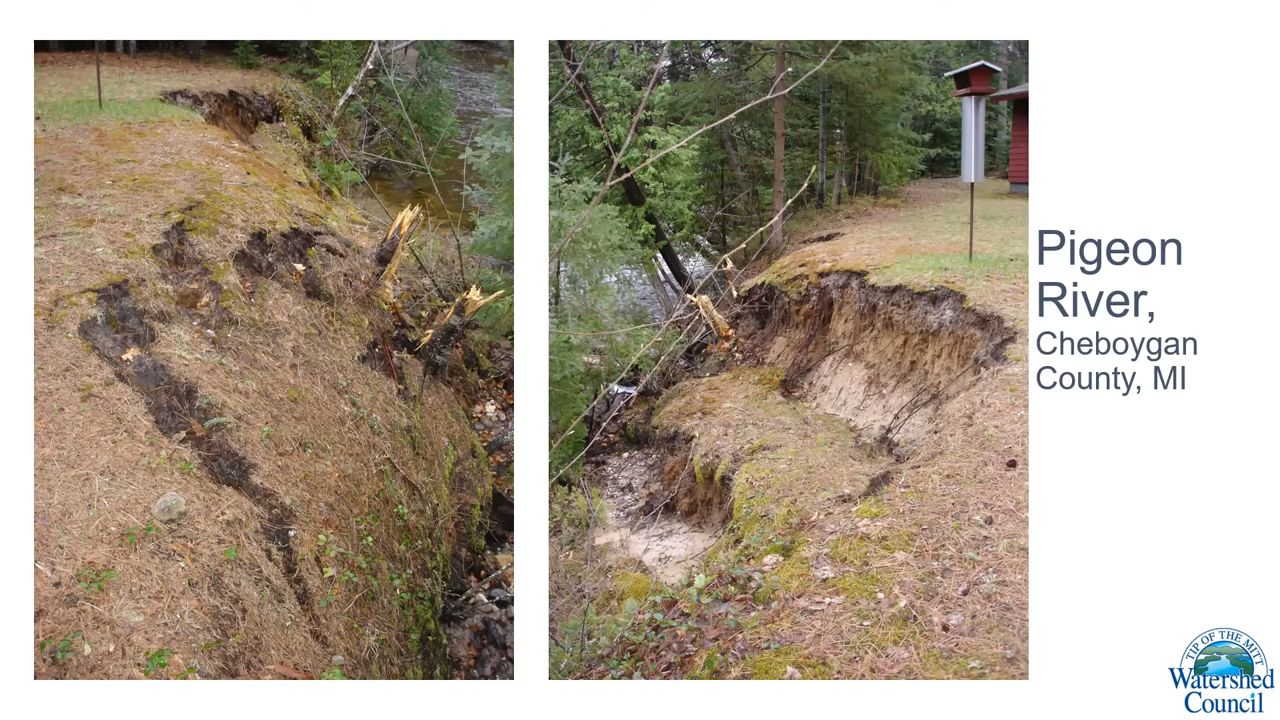 Pigeon
River,
Cheboygan
County, MI
TIP OF THE MITT
Watershed
Council